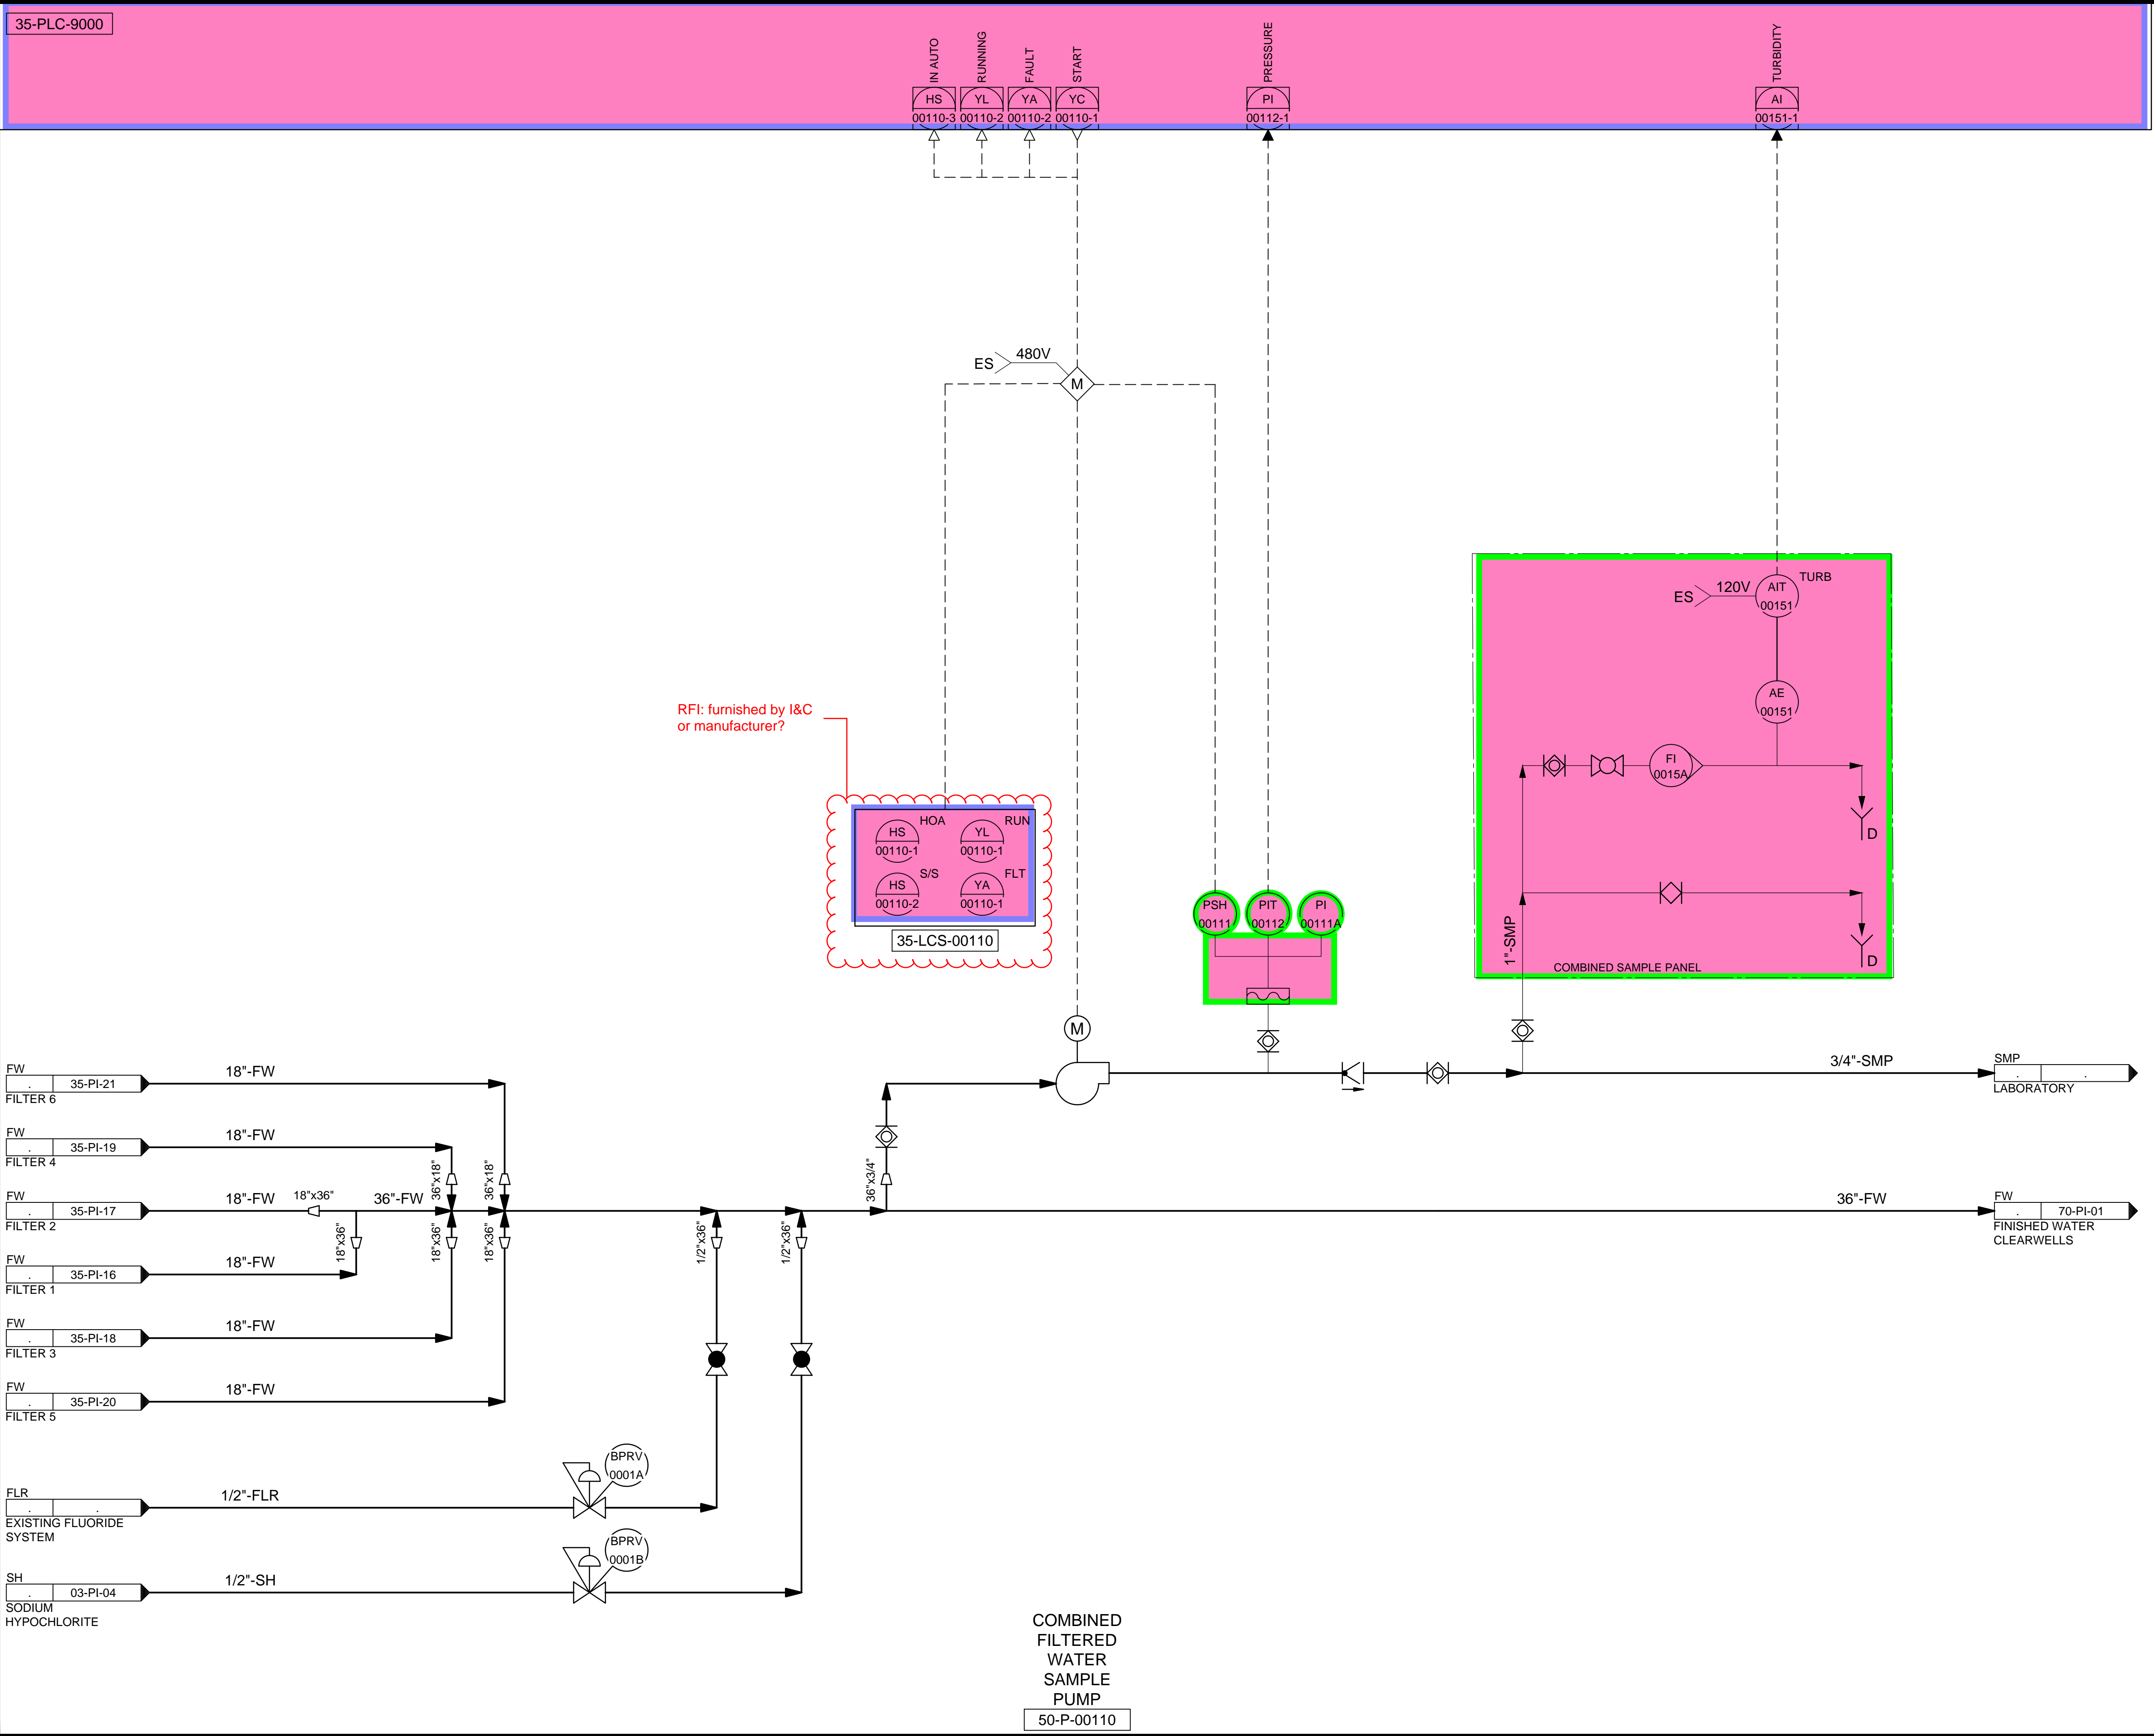 35-PLC-9000
IN AUTO
RUNNING
FAULT
START
PRESSURE
TURBIDITY
HS
00110-3
YL
00110-2
YA
00110-2
YC
00110-1
PI
00112-1
AI
00151-1
ES
480V
M
RFI: furnished by I&C
or manufacturer?
HS
00110-1
HOA
YL
00110-1
RUN
HS
00110-2
S/S
YA
00110-1
FLT
35-LCS-00110
PSH
00111
PIT
00112
PI
00111A
ES
120V
AIT
00151
TURB
AE
00151
FI
0015A
D
D
1"-SMP
COMBINED SAMPLE PANEL
M
FW
. 35-PI-21
FILTER 6
18"-FW
FW
. 35-PI-19
FILTER 4
18"-FW
FW
. 35-PI-17
FILTER 2
18"-FW
18"x36"
36"-FW
36"x18"
36"x18"
18"x36"
18"x36"
18"x36"
FW
. 35-PI-16
FILTER 1
18"-FW
FW
. 35-PI-18
FILTER 3
18"-FW
FW
. 35-PI-20
FILTER 5
18"-FW
1/2"x36"
1/2"x36"
36"x3/4"
3/4"-SMP
SMP
. .
LABORATORY
36"-FW
FW
. 70-PI-01
FINISHED WATER
CLEARWELLS
FLR
. .
EXISTING FLUORIDE
SYSTEM
1/2"-FLR
BPRV
0001A
SH
. 03-PI-04
SODIUM
HYPOCHLORITE
1/2"-SH
BPRV
0001B
COMBINED
FILTERED
WATER
SAMPLE
PUMP
50-P-00110